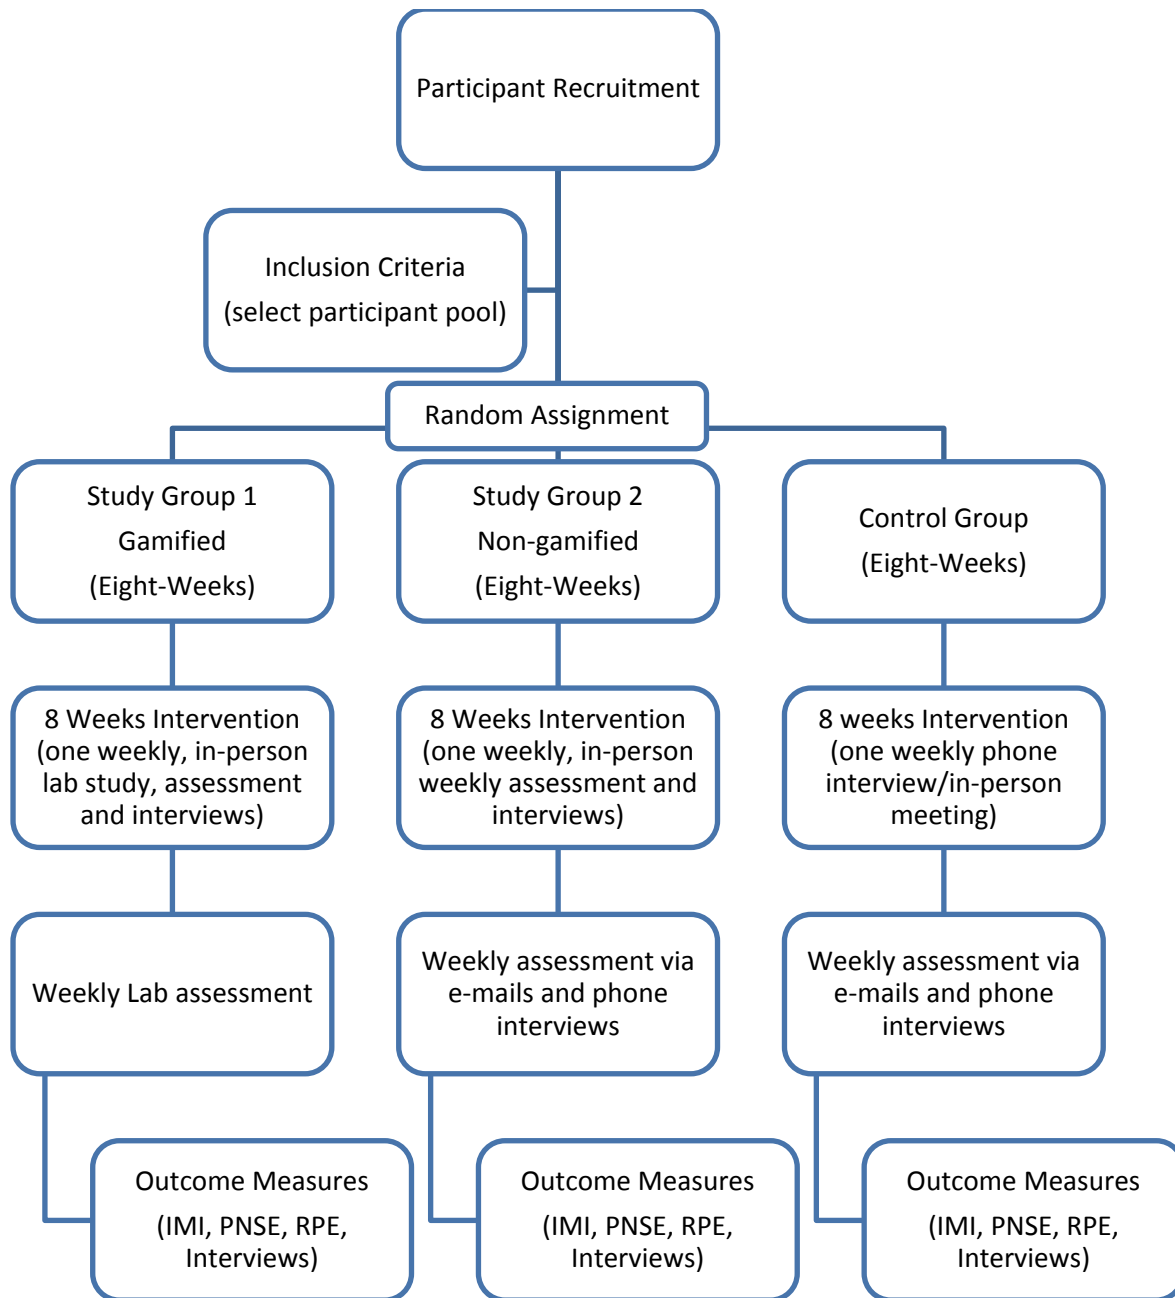 Participant Recruitment
Inclusion Criteria
(select participant pool)
Random Assignment
Study Group 1
Gamified
(Eight-Weeks)
Study Group 2
Non-gamified
(Eight-Weeks)
Control Group
(Eight-Weeks)
8 Weeks Intervention
(one weekly, in-person
lab study, assessment
and interviews)
8 Weeks Intervention
(one weekly, in-person
weekly assessment and
interviews)
8 weeks Intervention
(one weekly phone
interview/in-person
meeting)
Weekly Lab assessment
Weekly assessment via
e-mails and phone
interviews
Weekly assessment via
e-mails and phone
interviews
Outcome Measures
(IMI, PNSE, RPE,
Interviews)
Outcome Measures
(IMI, PNSE, RPE,
Interviews)
Outcome Measures
(IMI, PNSE, RPE,
Interviews)